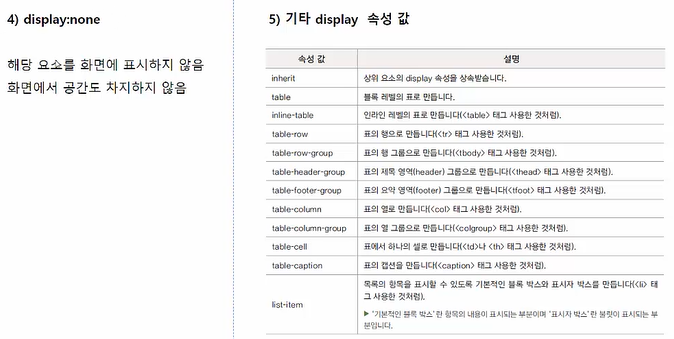 4) display:none
해당 요소를 화면에 표시하지 않음
화면에서 공간도 차지하지 않음
5) 기타 display 속성 값
속성 값 설명
inherit 상위 요소의 display 속성을 상속받습니다.
table 블록 레벨의 표로 만듭니다.
inline-table 인라인 레벨의 표로 만듭니다(<table> 태그 사용한 것처럼).
table-row 표의 행으로 만듭니다(<tr> 태그 사용한 것처럼).
table-row-group 표의 행 그룹으로 만듭니다(<tbody> 태그 사용한 것처럼).
table-header-group 표의 제목 영역(header) 그룹으로 만듭니다(<thead> 태그 사용한 것처럼).
table-footer-group 표의 요약 영역(footer) 그룹으로 만듭니다(<tfoot> 태그 사용한 것처럼).
table-column 표의 열로 만듭니다(<col> 태그 사용한 것처럼).
table-column-group 표의 열 그룹으로 만듭니다(<colgroup> 태그 사용한 것처럼).
table-cell 표에서 하나의 셀로 만듭니다(<td>나 <th> 태그 사용한 것처럼).
table-caption 표의 캡션을 만듭니다(<caption> 태그 사용한 것처럼).
list-item 목록의 항목을 표시할 수 있도록 기본적인 블록 박스와 표시자 박스를 만듭니다(<li> 태
그 사용한 것처럼).
▶ '기본적인 블록 박스'란 항목의 내용이 표시되는 부분이며 '표시자 박스'란 불릿이 표시되는 부
분입니다.